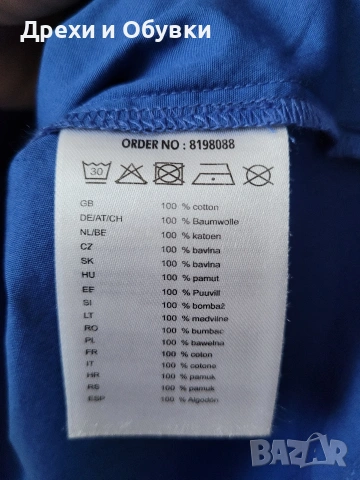 Дрехи и Обувки
ORDER NO : 8198088
30
GB 100 % cotton
DE/AT/CH 100 % Baumwolle
NL/BE 100 % katoen
CZ 100 % bavlna
SK 100 % bavlna
HU 100 % pamut
EE 100 % Puuvill
SI 100 % bombaž
LT 100 % medvilne
RO 100 % bumbac
PL 100 % bawełna
FR 100 % coton
IT 100 % cotone
HR 100 % pamuk
RS 100 % pamuk
ESP 100 % Algodón
BAZAR
bazar.bg